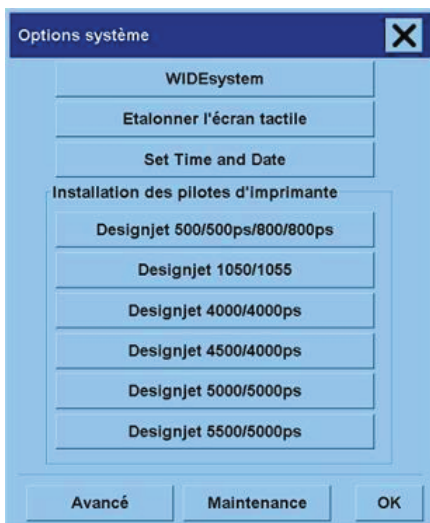 Options système
WIDEsystem
Etalonner l'écran tactile
Set Time and Date
Installation des pilotes d'imprimante
Designjet 500/500ps/800/800ps
Designjet 1050/1055
Designjet 4000/4000ps
Designjet 4500/4000ps
Designjet 5000/5000ps
Designjet 5500/5000ps
Avancé Maintenance OK